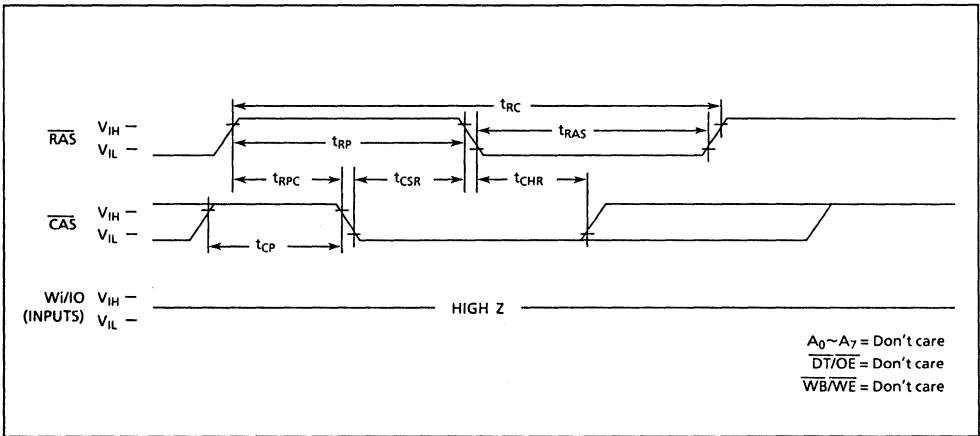 tRC
RAS VIH
VIL
tRP
tRAS
tRPC
tCSR
tCHR
CAS VIH
VIL
tCP
Wi/IO VIH
(INPUTS) VIL
HIGH Z
A0~A7 = Don't care
DT/OE = Don't care
WB/WE = Don't care